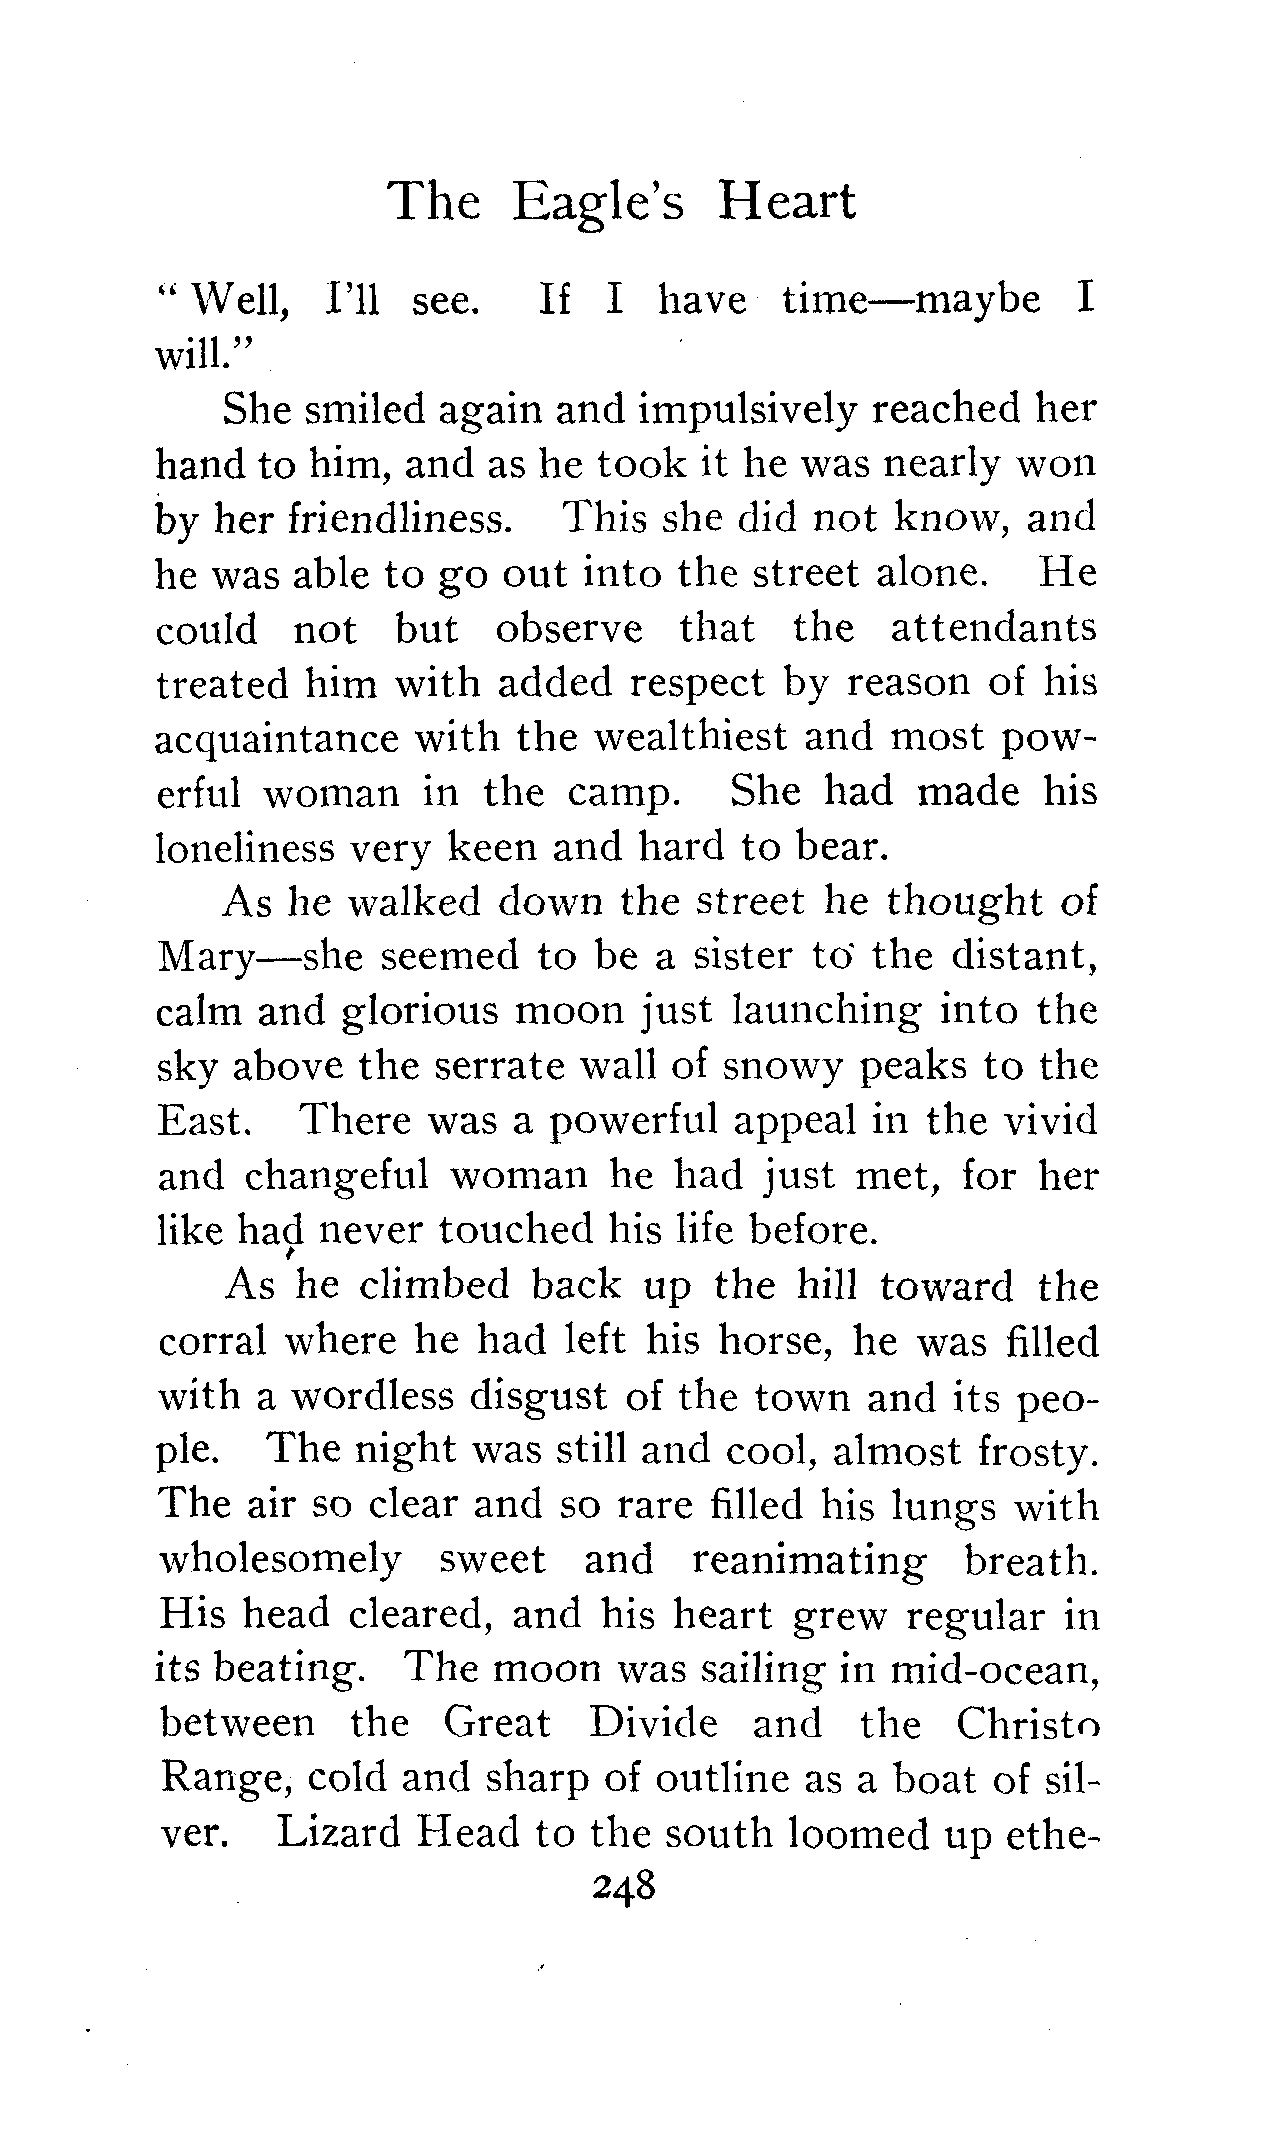 The Eagle's Heart
“ Well, I'll see. If I have time—maybe I
will.”
She smiled again and impulsively reached her
hand to him, and as he took it he was nearly won
by her friendliness. This she did not know, and
he was able to go out into the street alone. He
could not but observe that the attendants
treated him with added respect by reason of his
acquaintance with the wealthiest and most pow-
erful woman in the camp. She had made his
loneliness very keen and hard to bear.
As he walked down the street he thought of
Mary—she seemed to be a sister to the distant,
calm and glorious moon just launching into the
sky above the serrate wall of snowy peaks to the
East. There was a powerful appeal in the vivid
and changeful woman he had just met, for her
like had never touched his life before.
As he climbed back up the hill toward the
corral where he had left his horse, he was filled
with a wordless disgust of the town and its peo-
ple. The night was still and cool, almost frosty.
The air so clear and so rare filled his lungs with
wholesomely sweet and reanimating breath.
His head cleared, and his heart grew regular in
its beating. The moon was sailing in mid-ocean,
between the Great Divide and the Christo
Range, cold and sharp of outline as a boat of sil-
ver. Lizard Head to the south loomed up ethe-
248